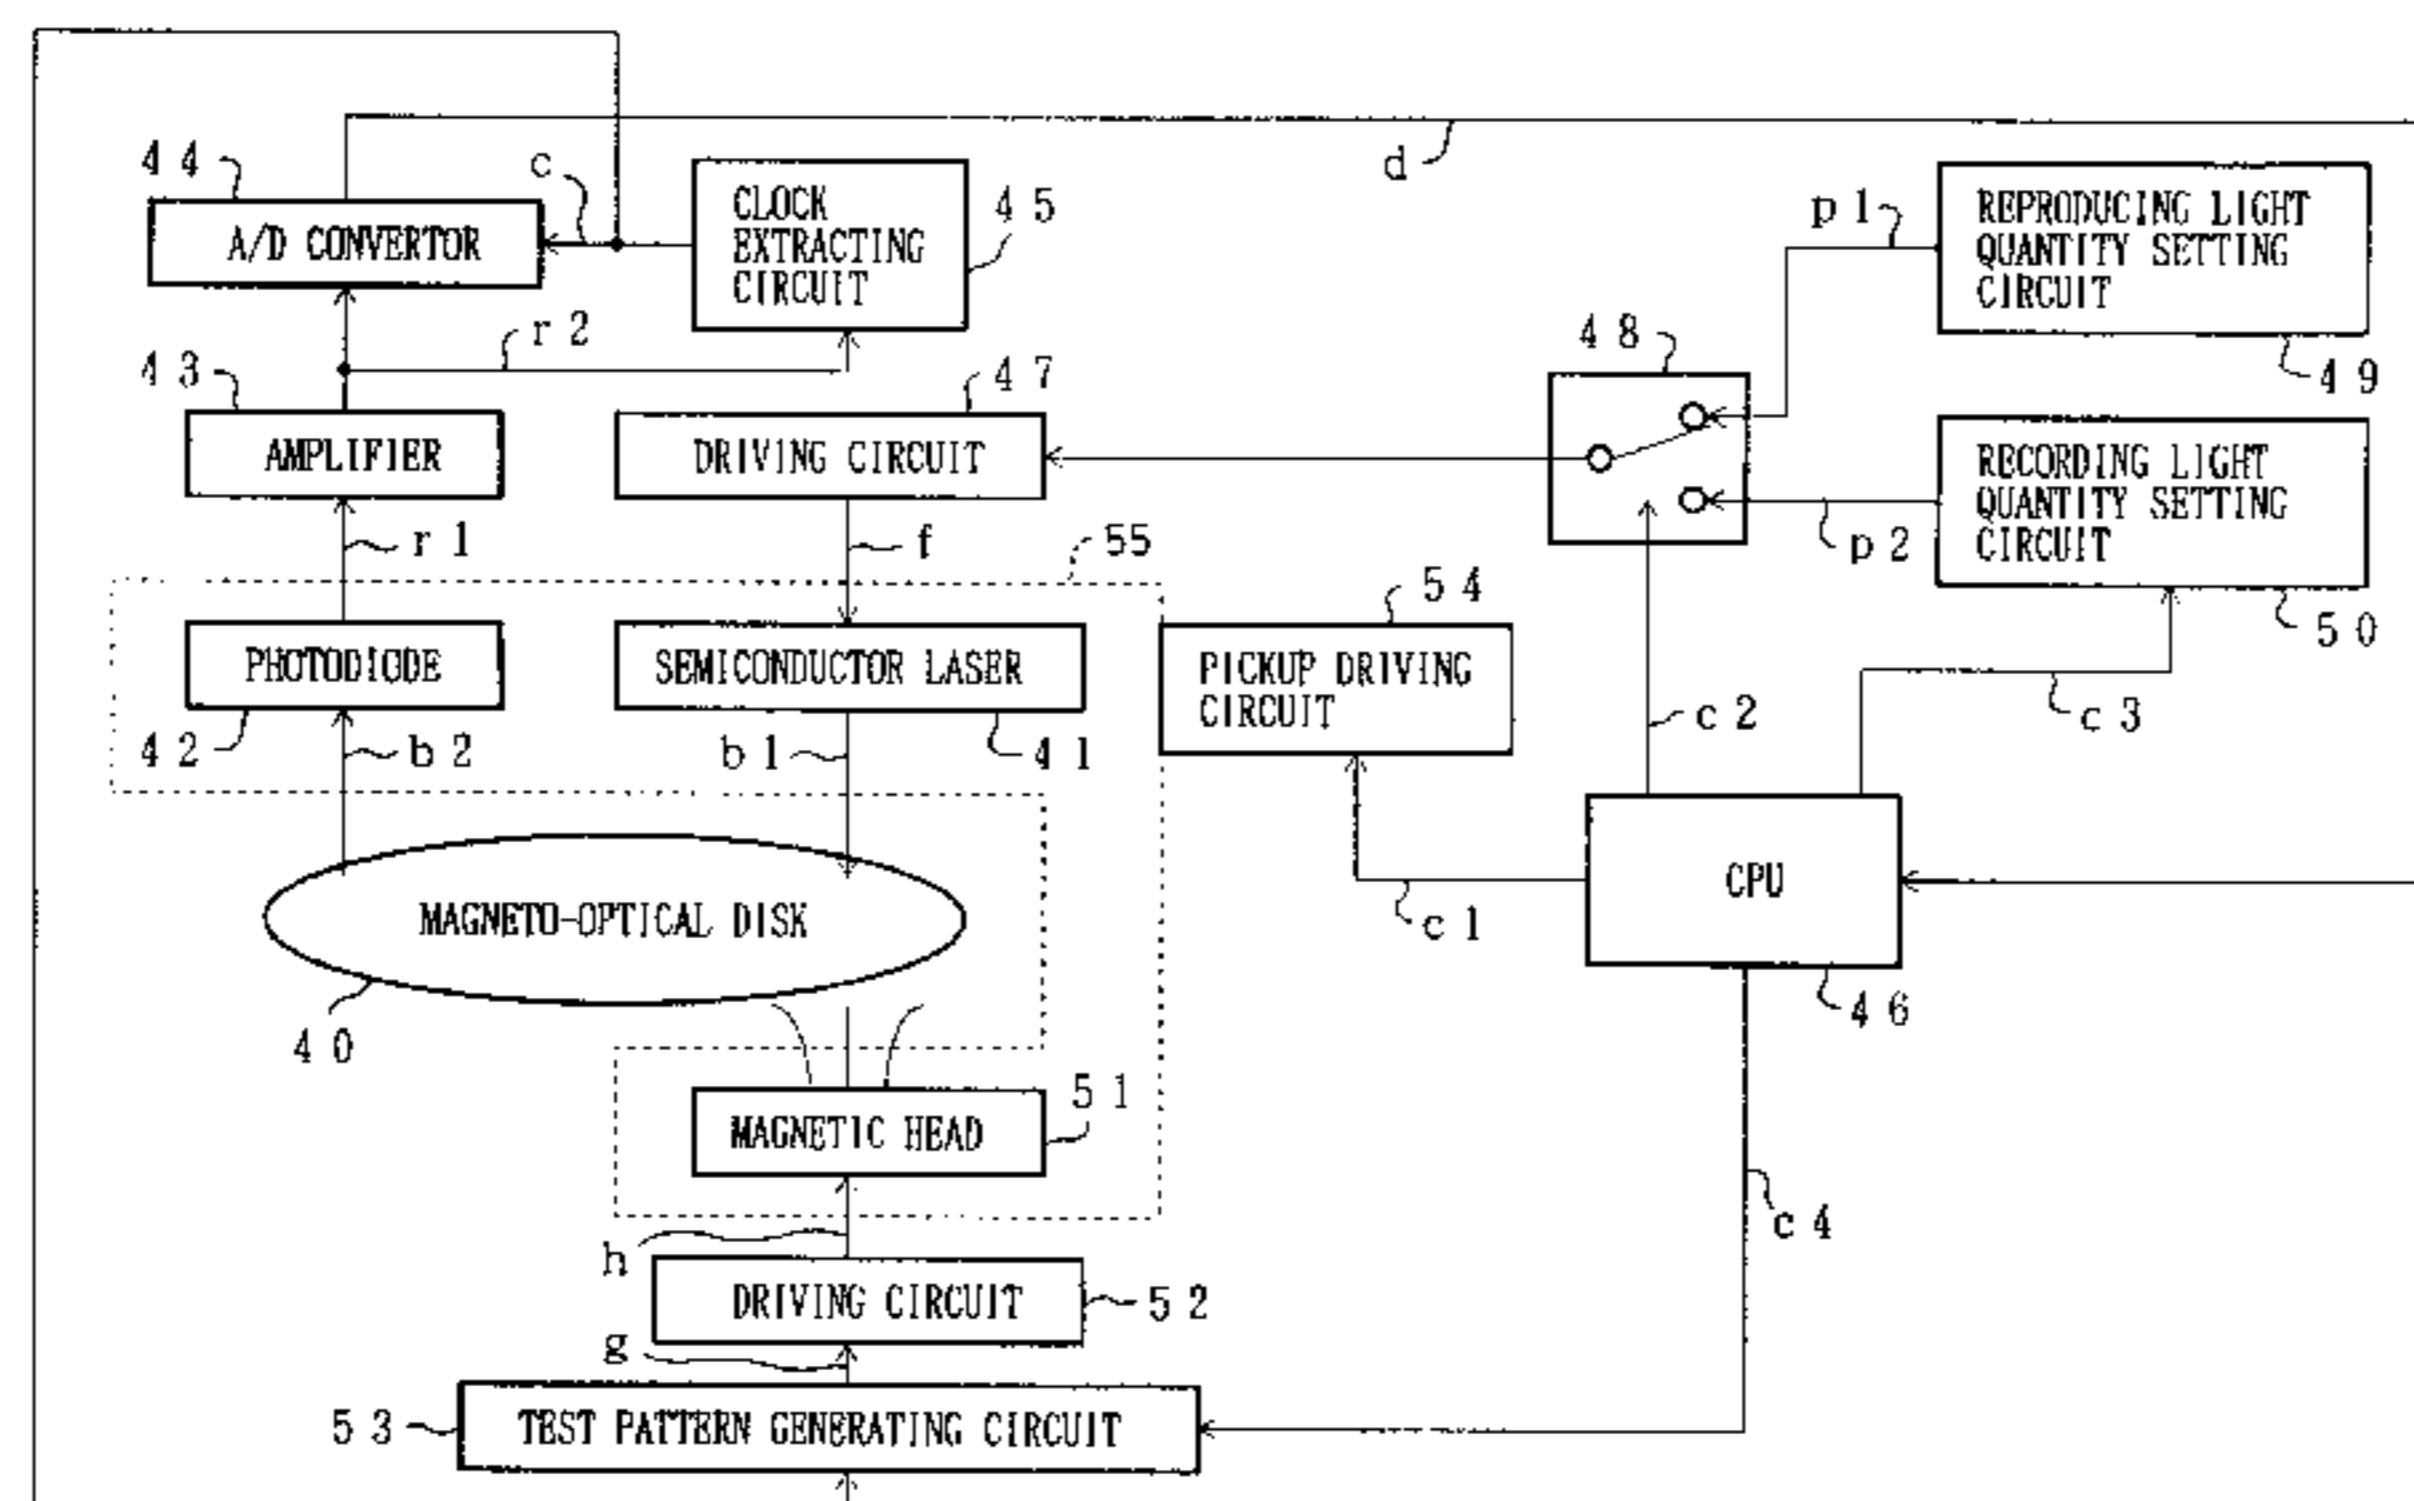 d
44
c
CLOCK
EXTRACTING
CIRCUIT
45
p1
REPRODUCING LIGHT
QUANTITY SETTING
CIRCUIT
49
A/D CONVERTOR
r2
48
43
47
AMPLIFIER
DRIVING CIRCUIT
RECORDING LIGHT
QUANTITY SETTING
CIRCUIT
p2
50
r1
f
55
54
PHOTODIODE
SEMICONDUCTOR LASER
PICKUP DRIVING
CIRCUIT
c2
c3
42
b2
b1
41
CPU
c1
46
MAGNETO-OPTICAL DISK
40
51
MAGNETIC HEAD
c4
h
DRIVING CIRCUIT
52
g
53
TEST PATTERN GENERATING CIRCUIT